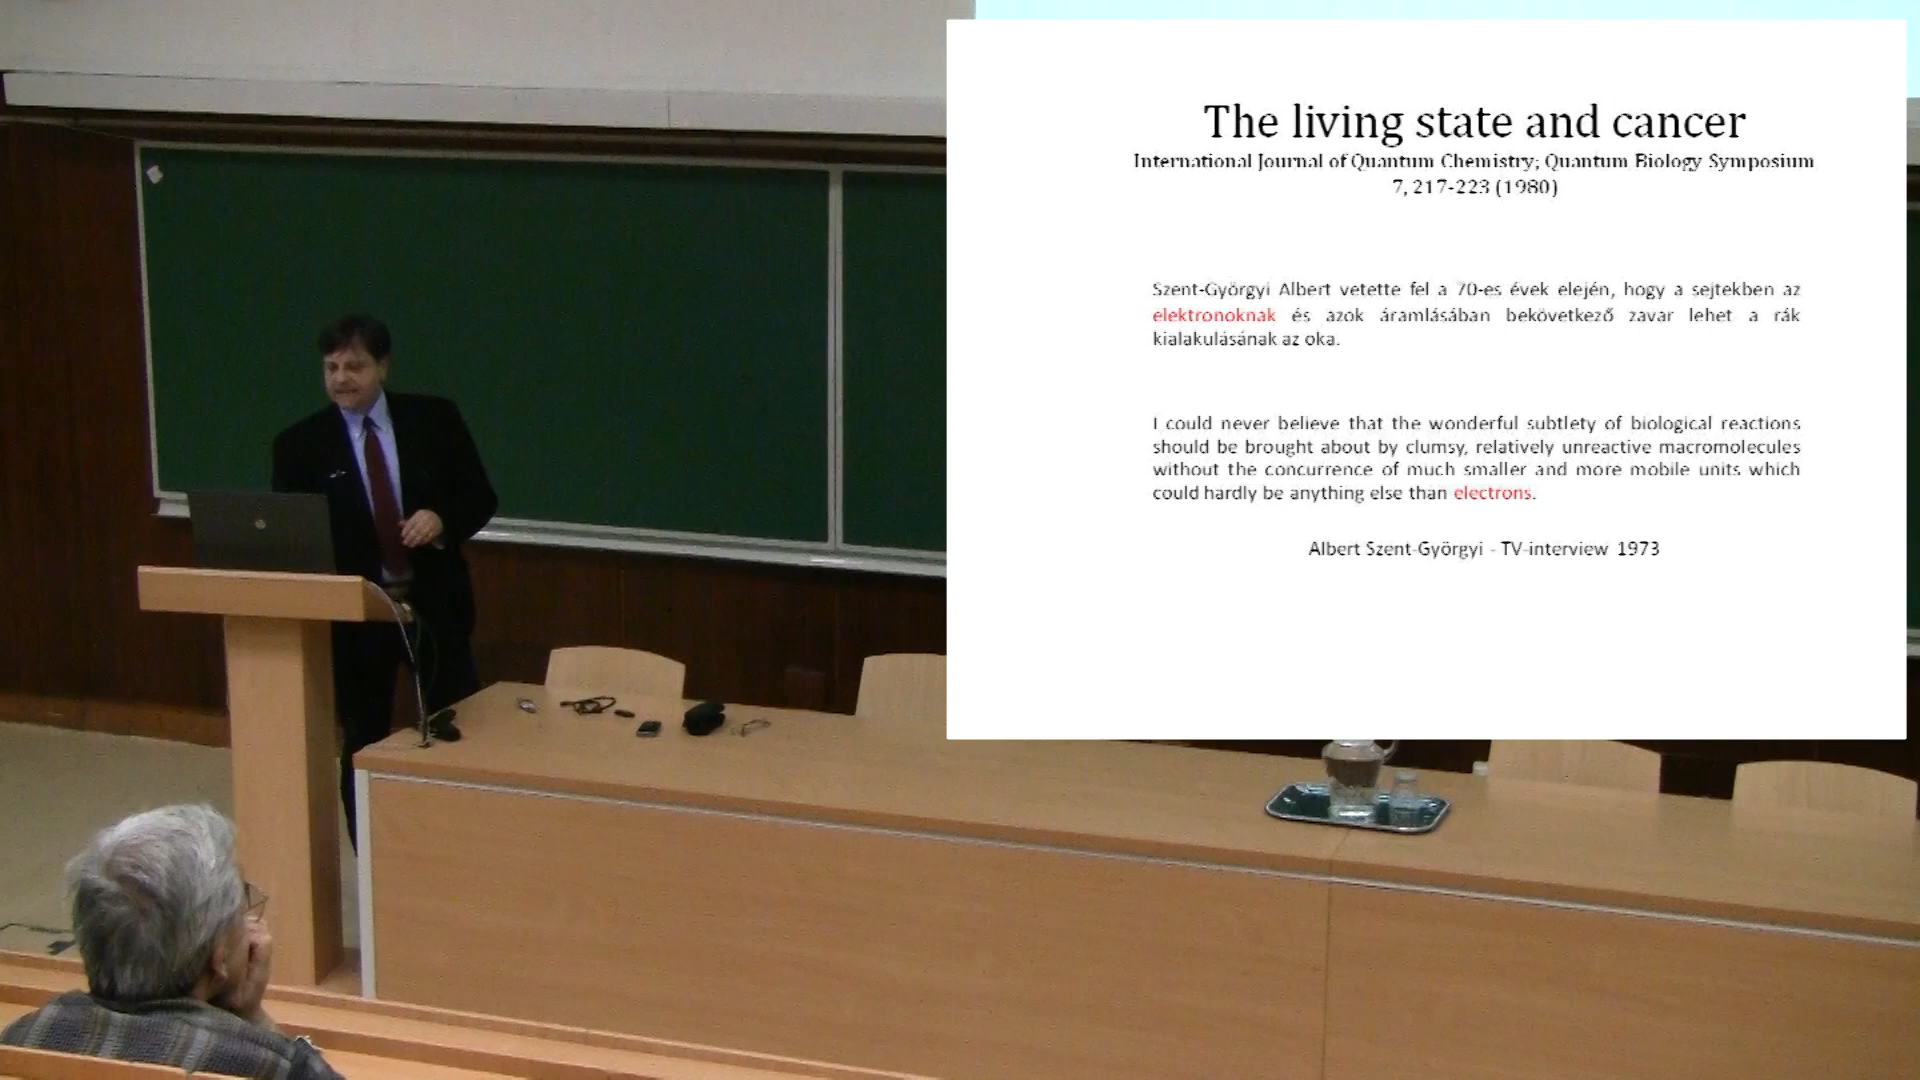 The living state and cancer
International Journal of Quantum Chemistry; Quantum Biology Symposium
7, 217-223 (1980)
Szent-Györgyi Albert vetette fel a 70-es évek elején, hogy a sejtekben az
elektronoknak és azok áramlásában bekövetkező zavar lehet a rák
kialakulásának az oka.
I could never believe that the wonderful subtlety of biological reactions
should be brought about by clumsy, relatively unreactive macromolecules
without the concurrence of much smaller and more mobile units which
could hardly be anything else than electrons.
Albert Szent-Györgyi - TV-interview 1973